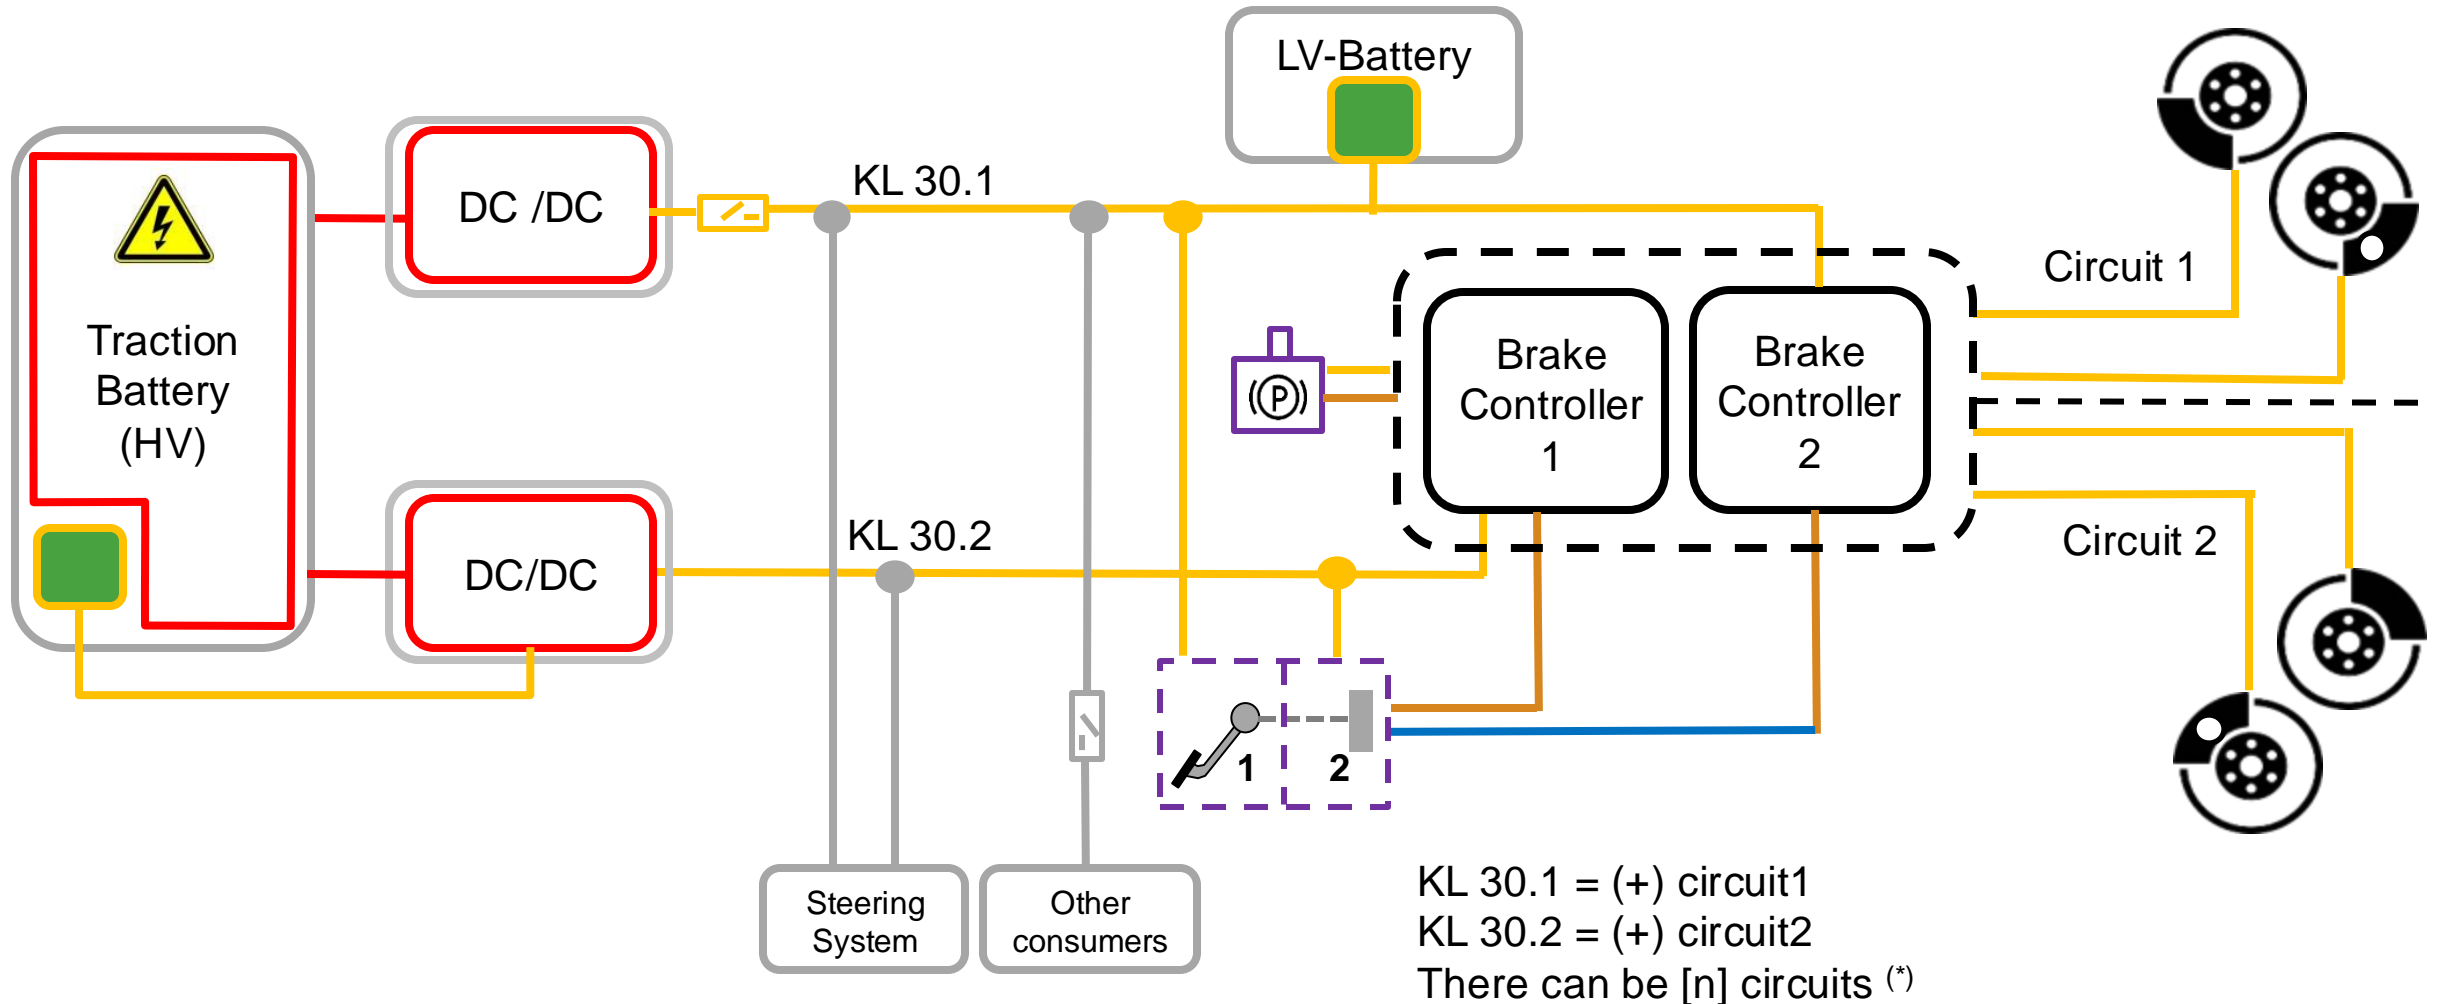 LV-Battery
DC /DC
KL 30.1
Traction
Battery
(HV)
Circuit 1
Brake
Controller
1
Brake
Controller
2
(P)
KL 30.2
DC/DC
Circuit 2
1
2
Steering
System
Other
consumers
KL 30.1 = (+) circuit1
KL 30.2 = (+) circuit2
There can be [n] circuits (*)